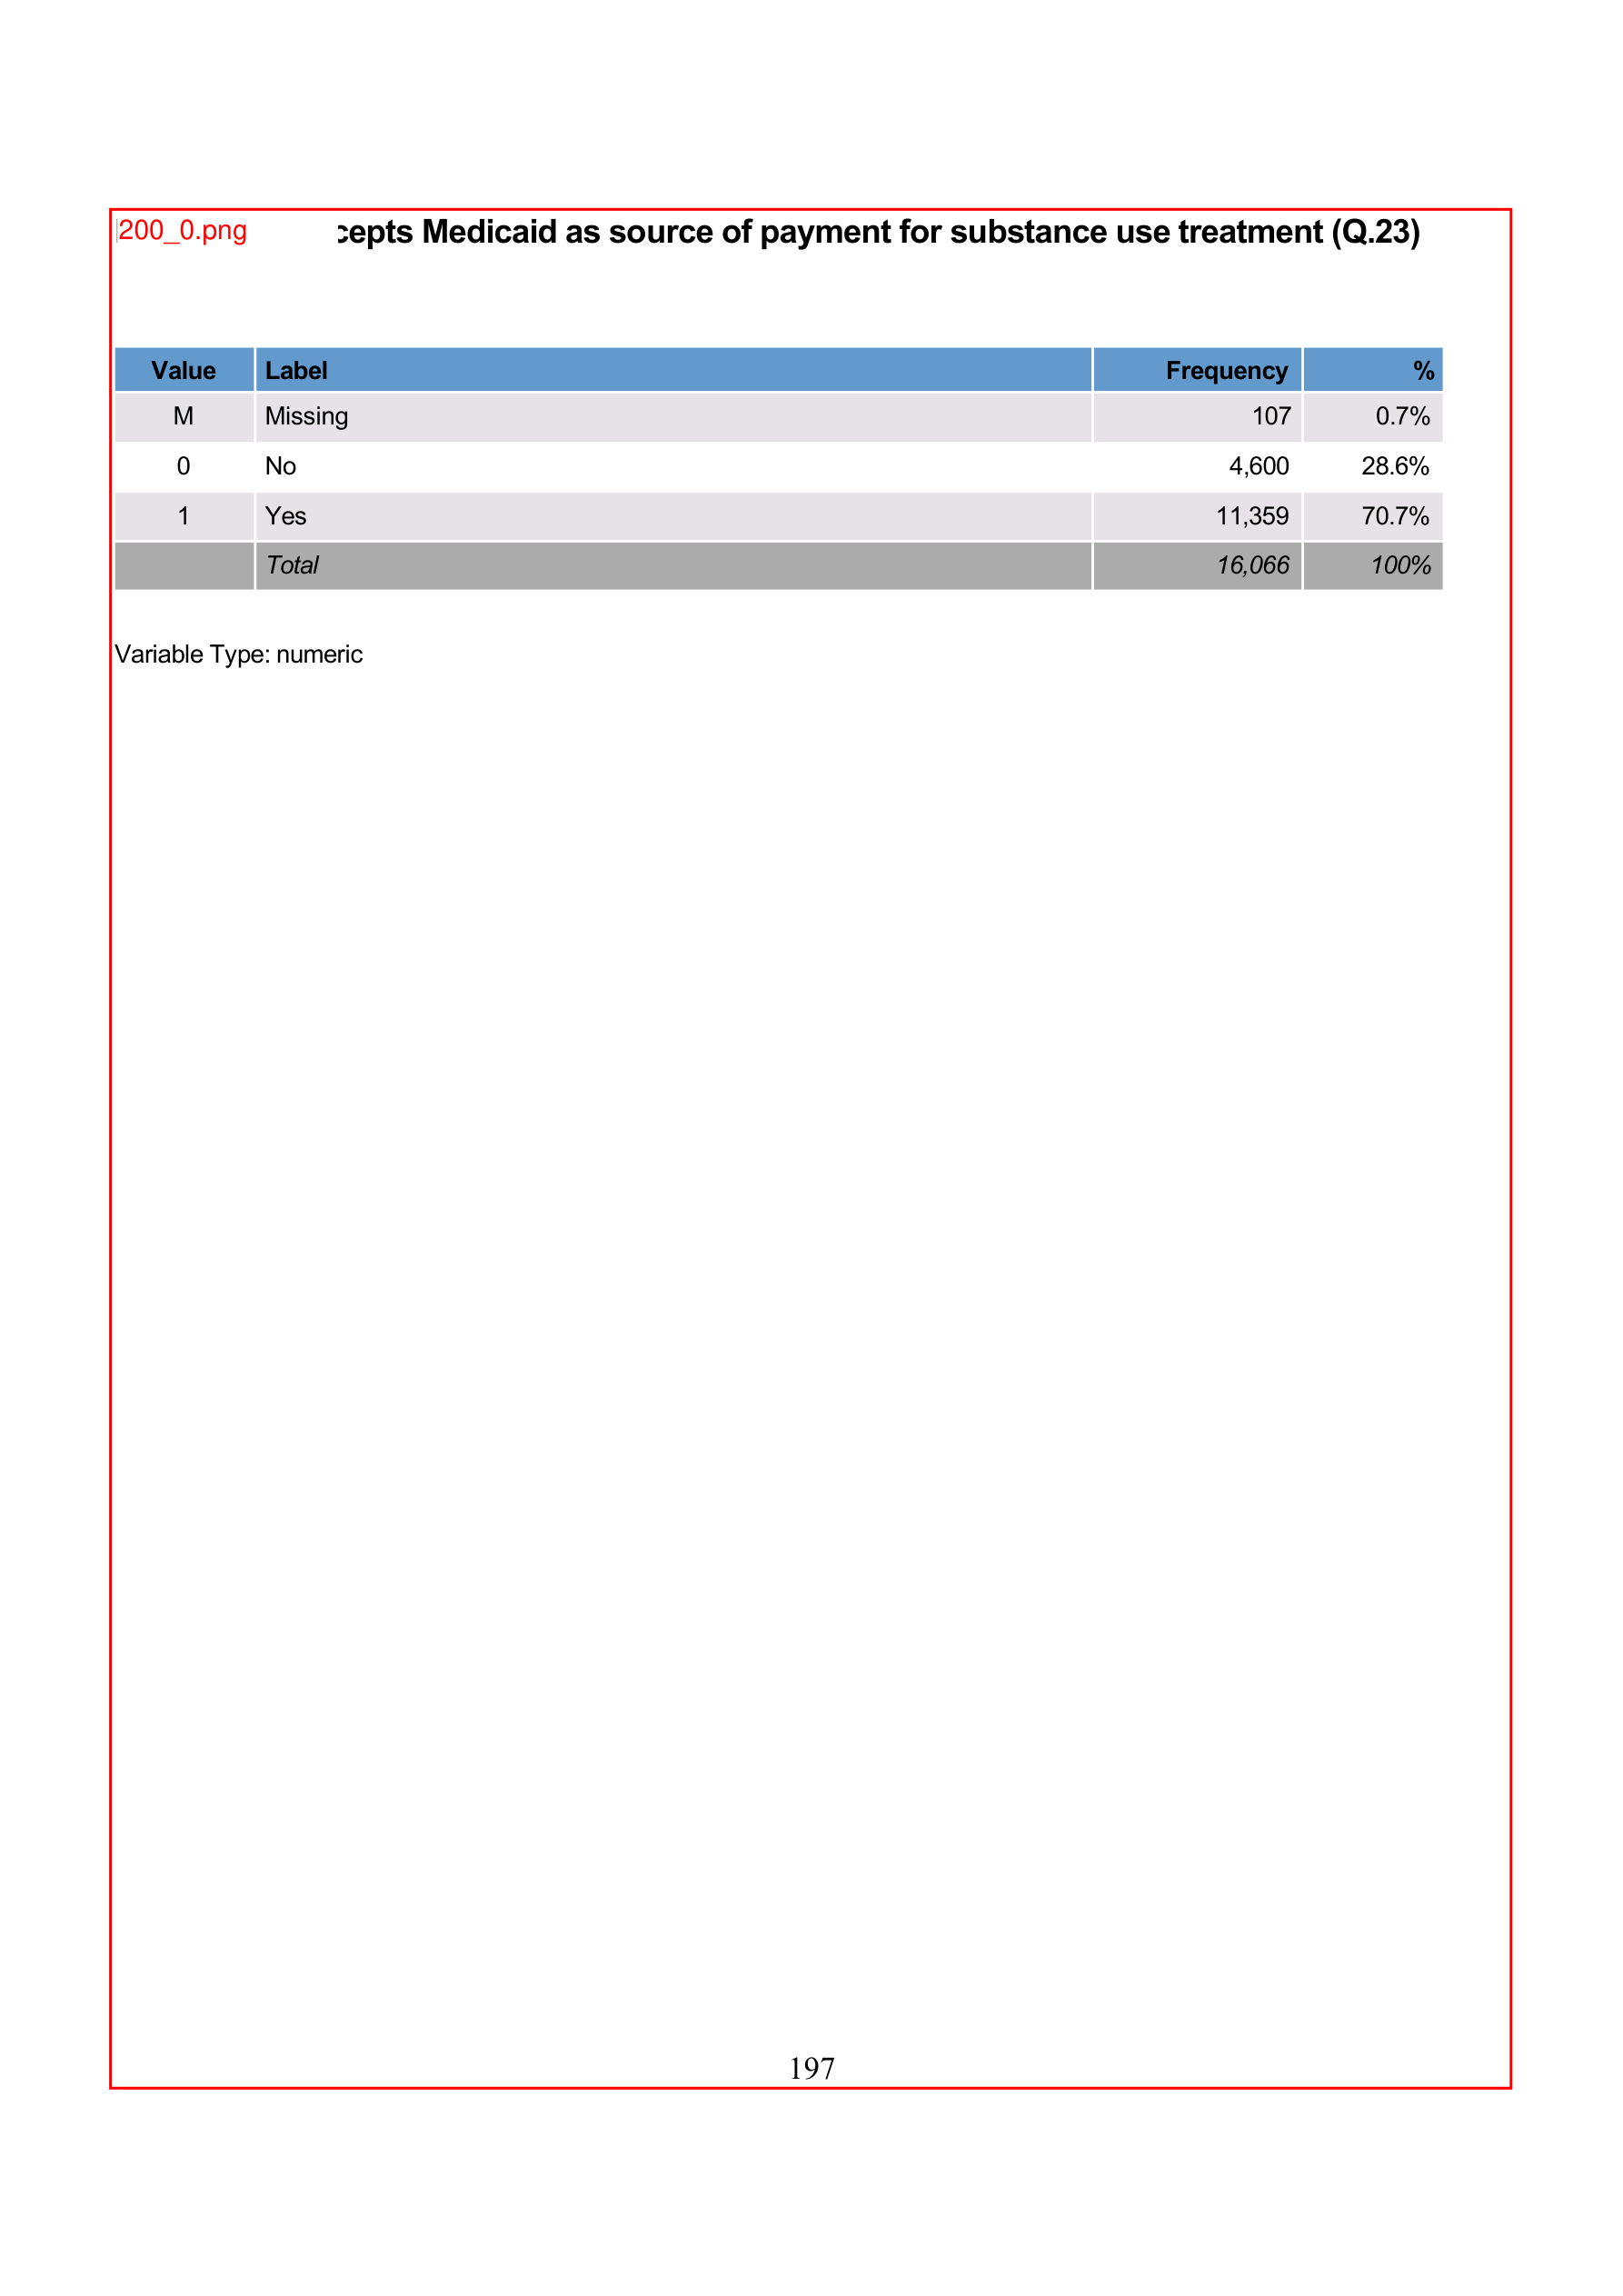 200_0.png cepts Medicaid as source of payment for substance use treatment (Q.23)
Value Label Frequency %
M Missing 107 0.7%
0 No 4,600 28.6%
1 Yes 11,359 70.7%
Total 16,066 100%
Variable Type: numeric
197